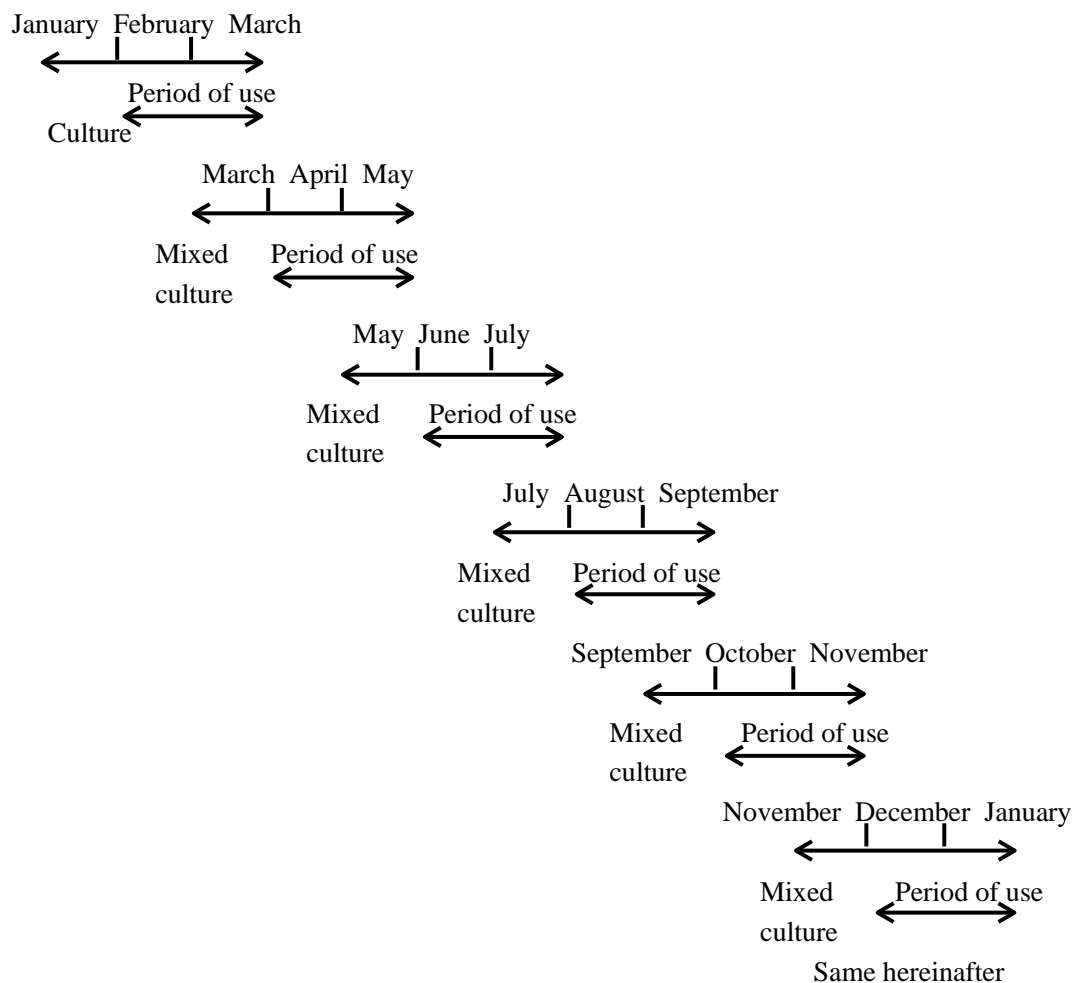 January February March
Period of use
Culture
March April May
Mixed Period of use
culture
May June July
Mixed Period of use
culture
July August September
Mixed Period of use
culture
September October November
Mixed Period of use
culture
November December January
Mixed Period of use
culture
Same hereinafter